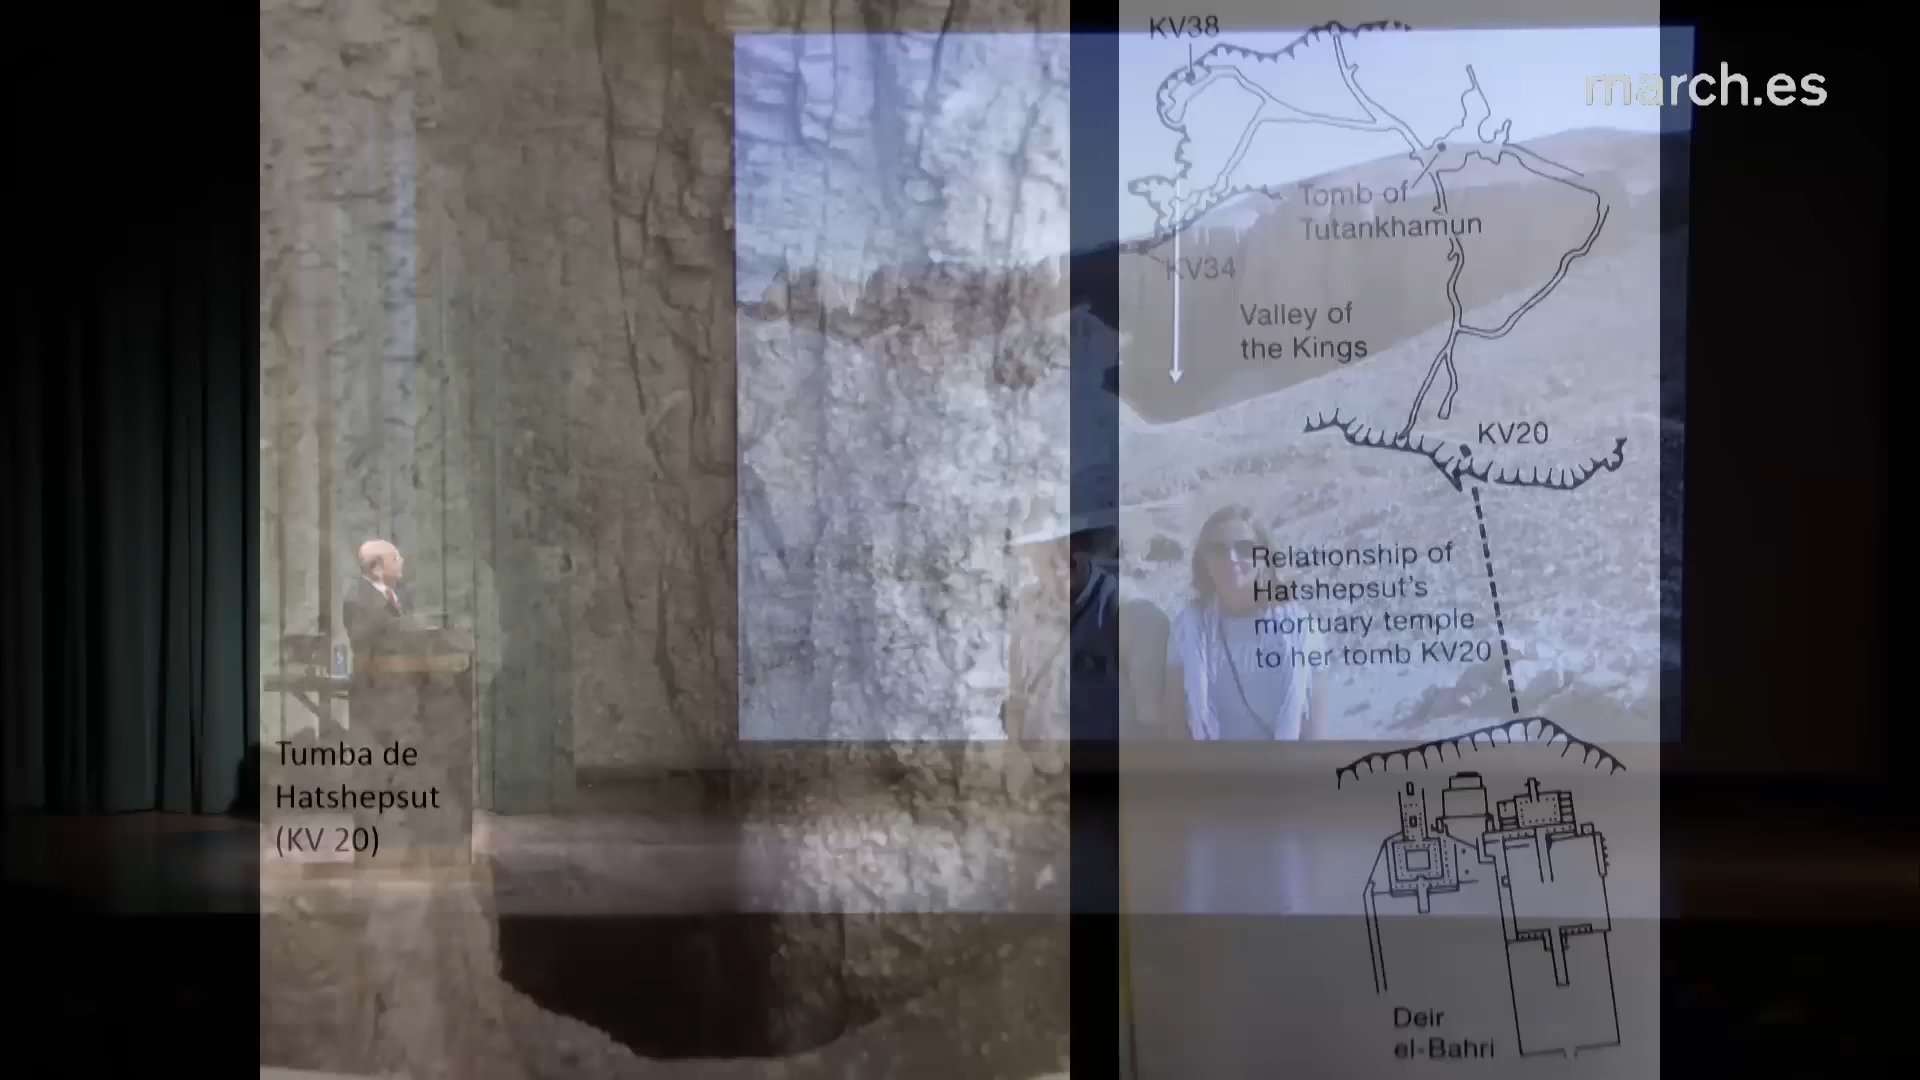 KV38
march.es
Tomb of
Tutankhamun
KV34
Valley of
the Kings
KV20
Relationship of
Hatshepsut's
mortuary temple
to her tomb KV20
Tumba de
Hatshepsut
(KV 20)
Deir
el-Bahri